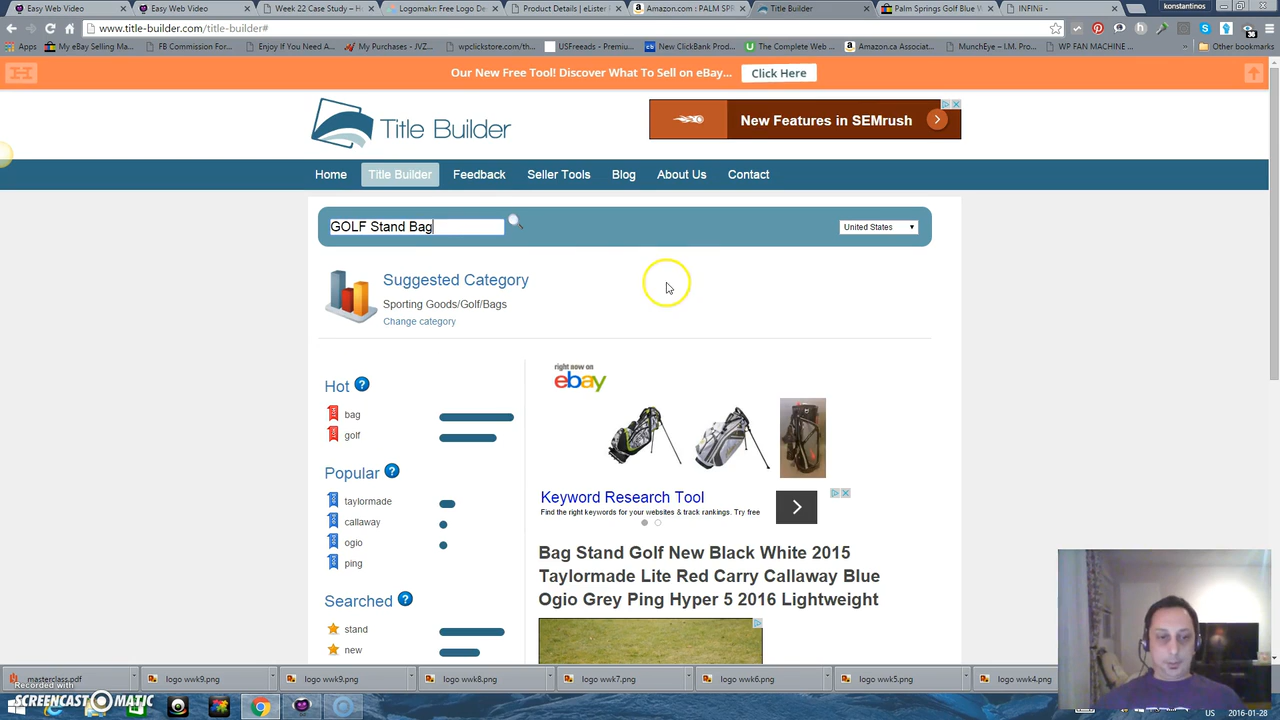 Easy Web Video
Easy Web Video
Week 22 Case Study – H
Logomakr: Free Logo De
Product Details | eLister
Amazon.com : PALM SPR
Title Builder
Palm Springs Golf Blue W
INFINii -
konstantinos
www.title-builder.com/title-builder#
Apps
My eBay Selling Ma
FB Commission For
Enjoy If You Need A
My Purchases - JVZ
wpclickstore.com/th
USFreeads - Premiu
New ClickBank Prod
The Complete Web
Amazon.ca Associat
MunchEye — I.M. Pro
WP FAN MACHINE
Other bookmarks
Our New Free Tool! Discover What To Sell on eBay... Click Here
Title Builder
New Features in SEMrush
Home Title Builder Feedback Seller Tools Blog About Us Contact
GOLF Stand Bag
United States
Suggested Category
Sporting Goods/Golf/Bags
Change category
Hot ?
bag
golf
Popular ?
taylormade
callaway
ogio
ping
Searched ?
stand
new
right now on
ebay
Keyword Research Tool
Find the right keywords for your websites & track rankings. Try free
Bag Stand Golf New Black White 2015
Taylormade Lite Red Carry Callaway Blue
Ogio Grey Ping Hyper 5 2016 Lightweight
masterclass.pdf
logo wwk9.png
logo wwk9.png
logo wwk8.png
logo wwk7.png
logo wwk6.png
logo wwk5.png
logo wwk4.png
Recorded with
SCREENCAST MATIC
US 2016-01-28